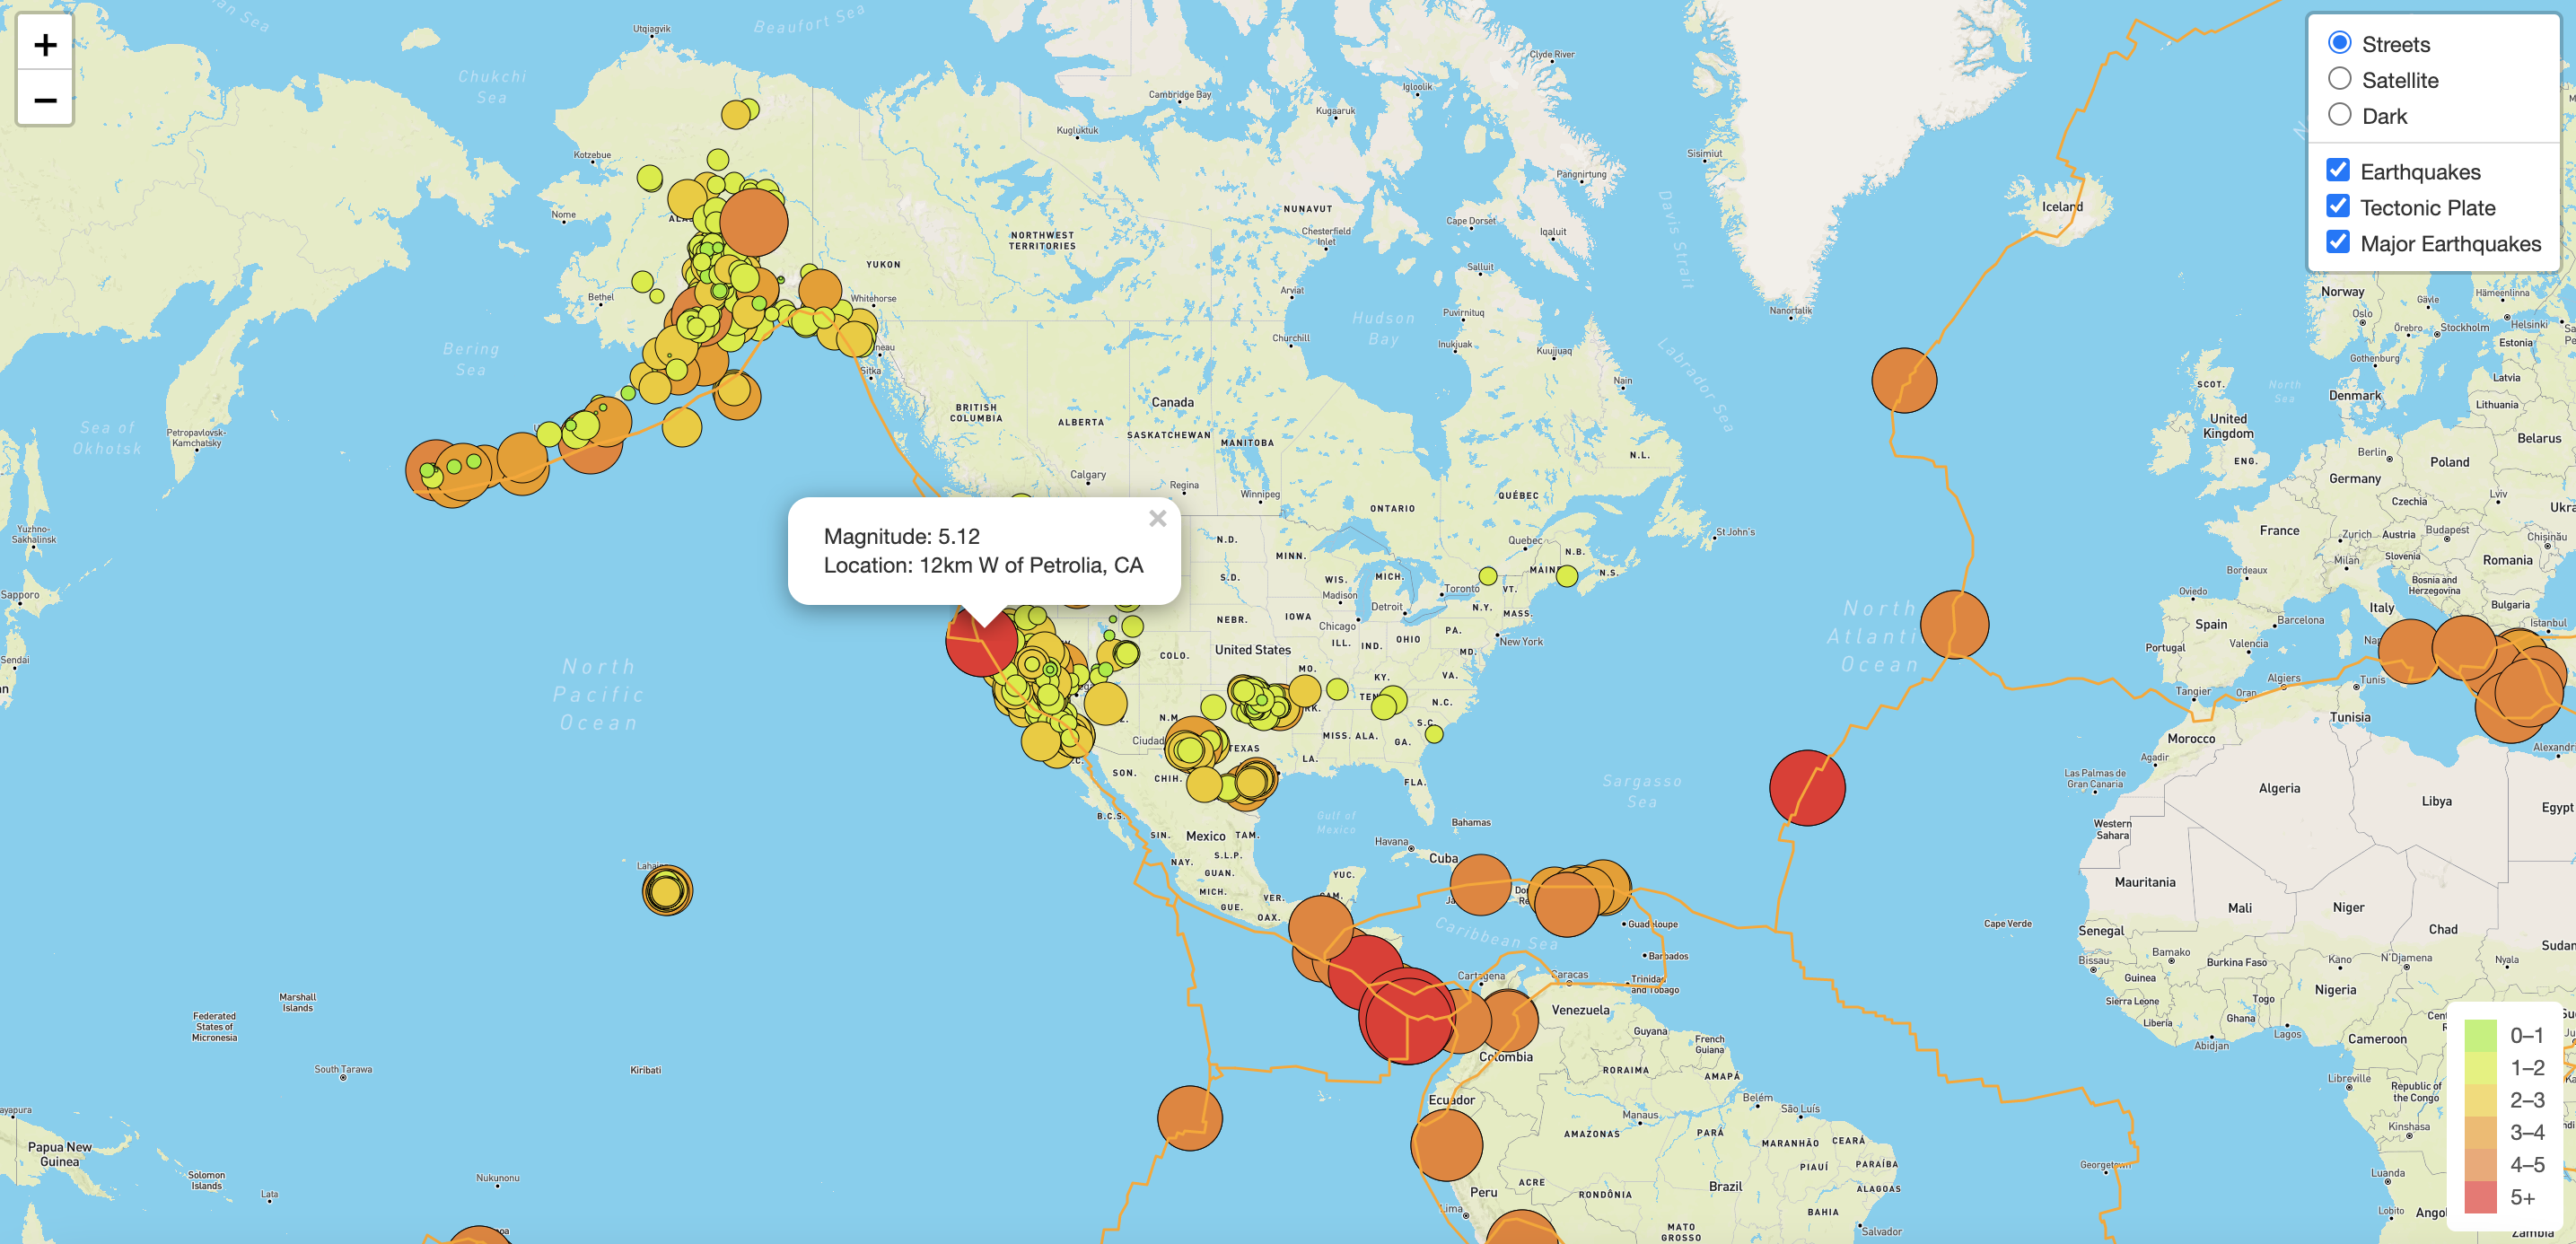 +
−
Streets
Satellite
Dark
Earthquakes
Tectonic Plate
Major Earthquakes
Magnitude: 5.12
Location: 12km W of Petrolia, CA
×
0–1
1–2
2–3
3–4
4–5
5+
Beaufort Sea
Utqiagvik
Chukchi
Sea
Kotzebue
Nome
Bethel
Bering
Sea
Sea of
Okhotsk
Petropavlovsk-
Kamchatsky
Yuzhno-
Sakhalinsk
Sapporo
Sendai
YUKON
Whitehorse
Sitka
NORTHWEST
TERRITORIES
NUNAVUT
Cambridge Bay
Kugluktuk
Kugaaruk
Igloolik
Clyde River
Pangnirtung
Cape Dorset
Iqaluit
Chesterfield
Inlet
Salluit
Arviat
Puvirnituq
Hudson
Bay
Churchill
Inukjuak
Kuujjuaq
Nain
Sisimiut
Davis Strait
Labrador Sea
Nanortalik
Iceland
BRITISH
COLUMBIA
Canada
ALBERTA
SASKATCHEWAN
MANITOBA
Calgary
Regina
Winnipeg
ONTARIO
QUÉBEC
N.L.
St John's
Quebec
N.B.
N.S.
N.D.
MINN.
S.D.
WIS.
MICH.
Madison
Toronto
VT.
Detroit
N.Y.
MASS.
NEBR.
IOWA
Chicago
ILL.
IND.
OHIO
PA.
New York
COLO.
United States
MO.
MD.
KY.
VA.
N.C.
S.C.
N.M.
MISS.
ALA.
GA.
TEXAS
LA.
FLA.
SON.
CHIH.
B.C.S.
SIN.
Mexico
TAM.
NAY.
S.L.P.
GUAN.
MICH.
VER.
GUE.
OAX.
YUC.
Gulf of
Mexico
Bahamas
Havana
Cuba
Sargasso
Sea
Guadeloupe
Caribbean Sea
Barbados
Cartagena
Caracas
Trinidad
and Tobago
Venezuela
Guyana
French
Guiana
Colombia
RORAIMA
AMAPÁ
Ecuador
Manaus
Belém
São Luís
AMAZONAS
PARÁ
MARANHÃO
CEARÁ
PIAUÍ
PARAÍBA
ACRE
Peru
RONDÔNIA
Brazil
ALAGOAS
Lima
BAHIA
MATO
GROSSO
Salvador
North
Pacific
Ocean
Marshall
Islands
Federated
States of
Micronesia
South Tarawa
Kiribati
Papua New
Guinea
Solomon
Islands
Lata
Nukunonu
Norway
Oslo
Gävle
Hämeenlinna
Örebro
Stockholm
Helsinki
Estonia
Gothenburg
Latvia
SCOT.
North
Sea
Denmark
Lithuania
United
Kingdom
Belarus
ENG.
Berlin
Poland
Germany
Czechia
Lviv
France
Zurich
Austria
Budapest
Chișinău
Slovenia
Milan
Romania
Bordeaux
Bosnia and
Herzegovina
Oviedo
Italy
Bulgaria
Spain
Barcelona
Istanbul
Portugal
Valencia
Algiers
Tunis
Tangier
Oran
Tunisia
Morocco
Agadir
Las Palmas de
Gran Canaria
Algeria
Libya
Egypt
Western
Sahara
Mauritania
Mali
Niger
Chad
Cape Verde
Senegal
Sudan
Bissau
Bamako
Burkina Faso
Kano
N'Djamena
Nyala
Guinea
Nigeria
Sierra Leone
Togo
Ghana
Liberia
Lagos
Abidjan
Cameroon
Libreville
Republic of
the Congo
Kinshasa
Luanda
Lobito
Georgetown
North
Atlanti
Ocean